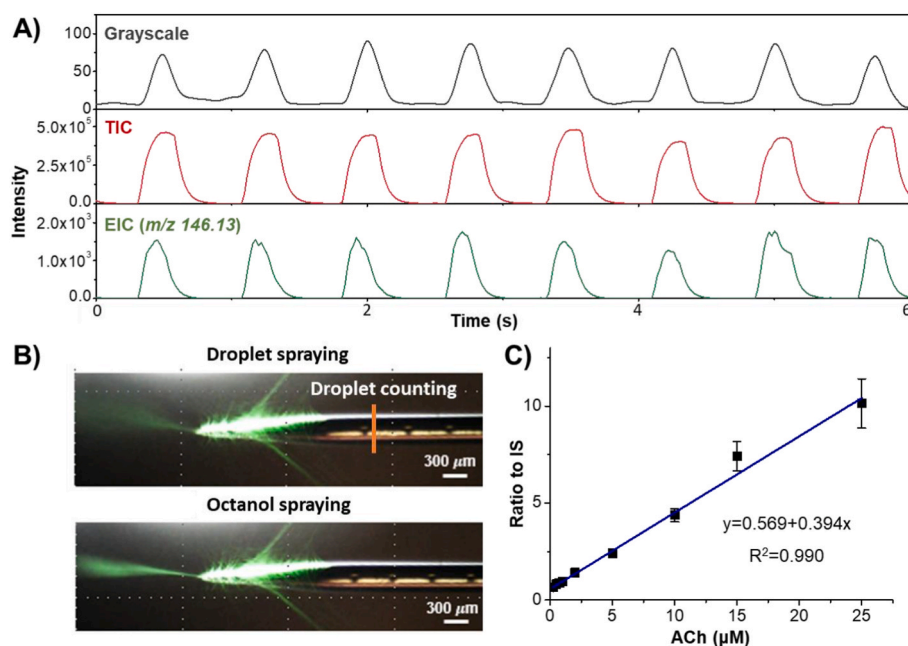 A)
Grayscale
100
50
0
TIC
5.0x10⁵
2.5x10⁵
0.0
EIC (m/z 146.13)
2.0x10³
1.0x10³
0.0
Intensity
0 2 4 6
Time (s)
B)
Droplet spraying
Droplet counting
300 μm
Octanol spraying
300 μm
C)
10
5
0
Ratio to IS
y=0.569+0.394x
R²=0.990
0 5 10 15 20 25
ACh (μM)